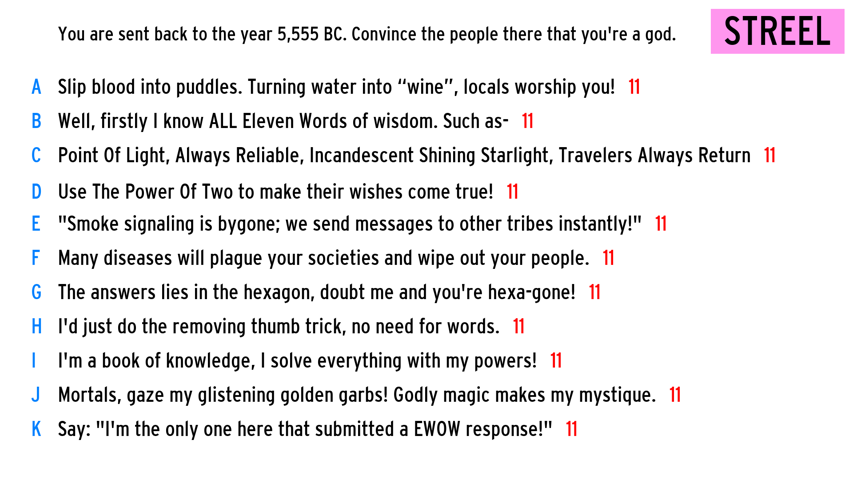 You are sent back to the year 5,555 BC. Convince the people there that you're a god.
STREEL
A Slip blood into puddles. Turning water into “wine”, locals worship you! 11
B Well, firstly I know ALL Eleven Words of wisdom. Such as- 11
C Point Of Light, Always Reliable, Incandescent Shining Starlight, Travelers Always Return 11
D Use The Power Of Two to make their wishes come true! 11
E "Smoke signaling is bygone; we send messages to other tribes instantly!" 11
F Many diseases will plague your societies and wipe out your people. 11
G The answers lies in the hexagon, doubt me and you're hexa-gone! 11
H I'd just do the removing thumb trick, no need for words. 11
I I'm a book of knowledge, I solve everything with my powers! 11
J Mortals, gaze my glistening golden garbs! Godly magic makes my mystique. 11
K Say: "I'm the only one here that submitted a EWOW response!" 11